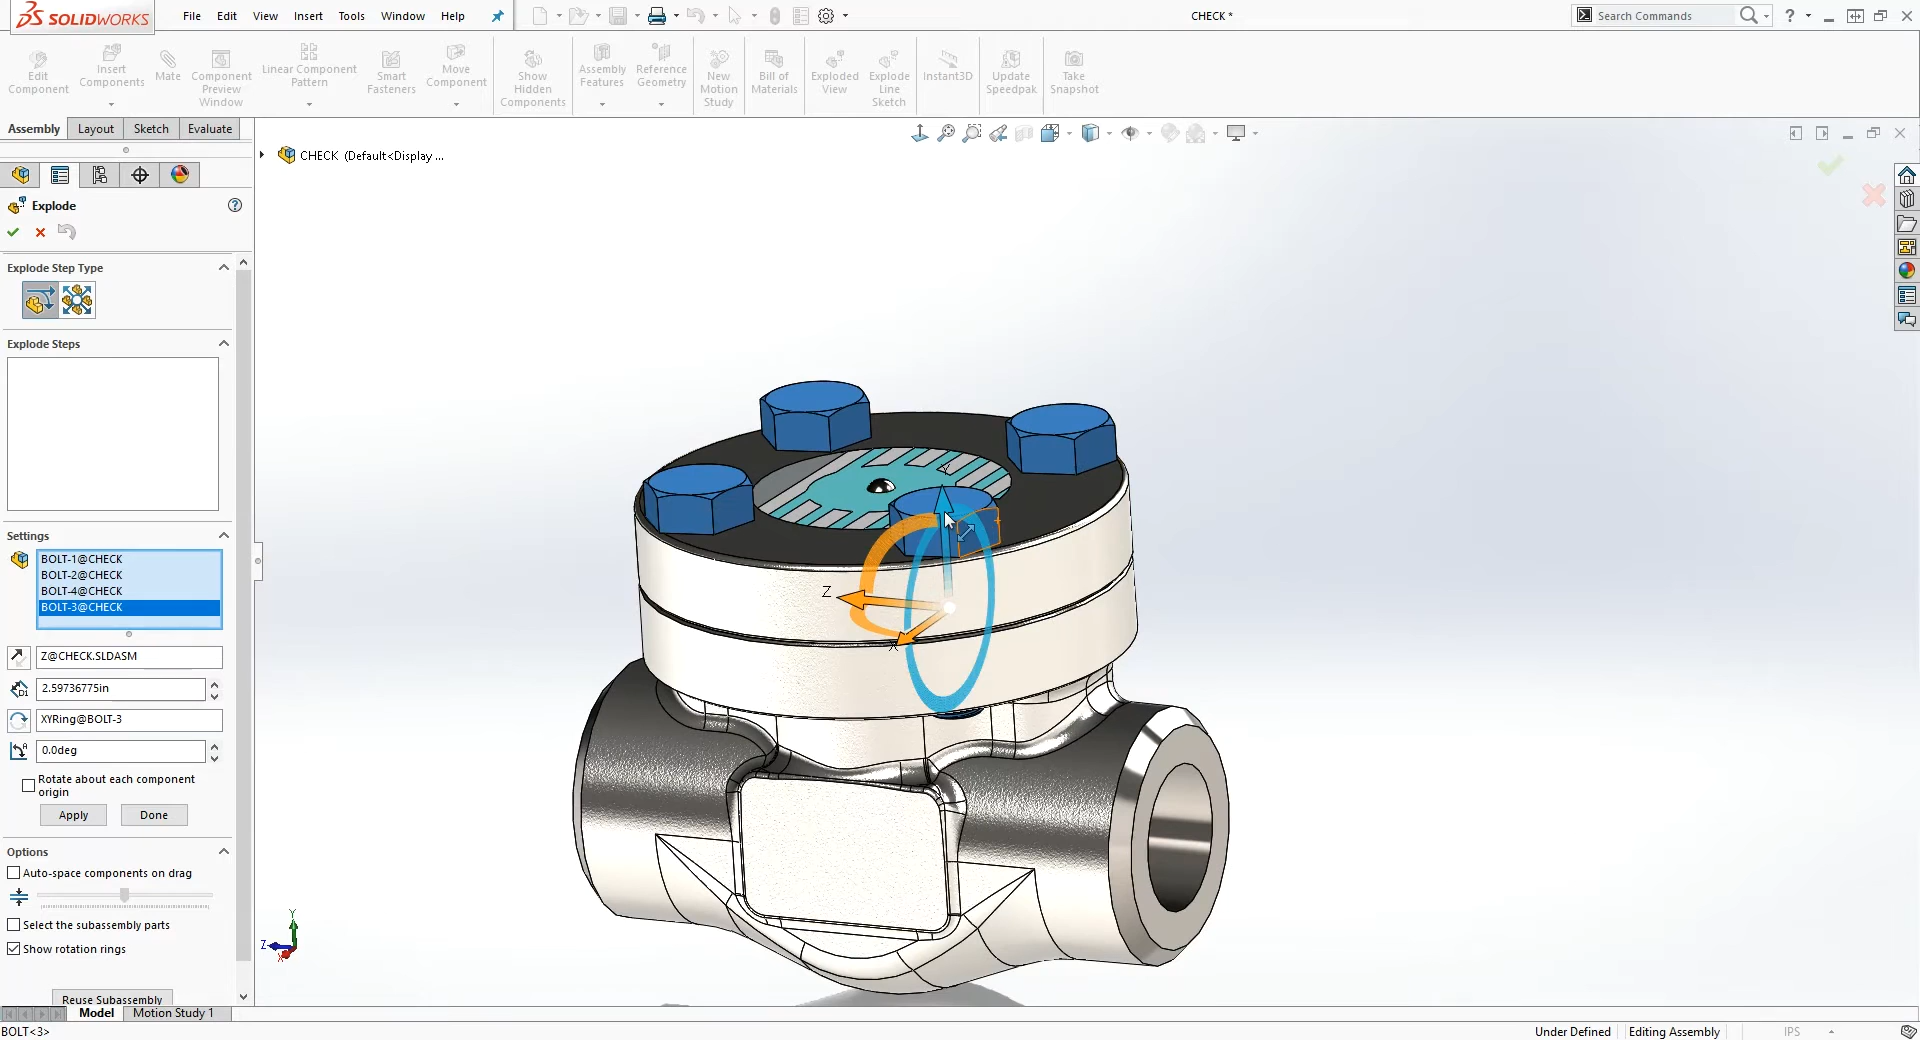 SOLIDWORKS
File Edit View Insert Tools Window Help
CHECK *
Search Commands
?
Edit Component
Insert Components
Mate
Component Preview Window
Linear Component Pattern
Smart Fasteners
Move Component
Show Hidden Components
Assembly Features
Reference Geometry
New Motion Study
Bill of Materials
Exploded View
Explode Line Sketch
Instant3D
Update Speedpak
Take Snapshot
Assembly Layout Sketch Evaluate
CHECK (Default<Display ...
Explode
?
Explode Step Type
Explode Steps
Settings
BOLT-1@CHECK
BOLT-2@CHECK
BOLT-4@CHECK
BOLT-3@CHECK
Z@CHECK.SLDASM
D1
2.59736775in
XYRing@BOLT-3
0.0deg
Rotate about each component
origin
Apply Done
Options
Auto-space components on drag
Select the subassembly parts
Show rotation rings
Reuse Subassembly
Y
Z
X
Y
Z
X
Model Motion Study 1
BOLT<3>
Under Defined Editing Assembly IPS